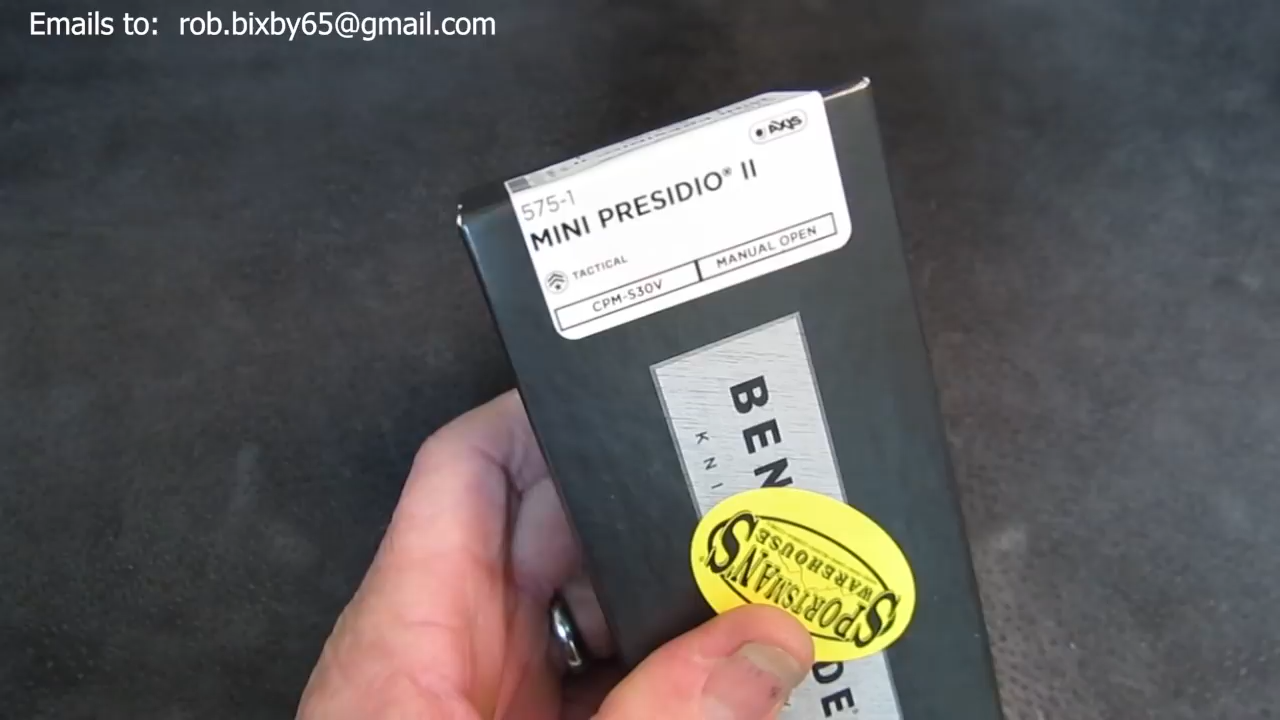 Emails to: rob.bixby65@gmail.com
AXIS
575-1
MINI PRESIDIO® II
TACTICAL
CPM-S30V
MANUAL OPEN
BEN
KNI
SPORTSMAN'S
WAREHOUSE
DE